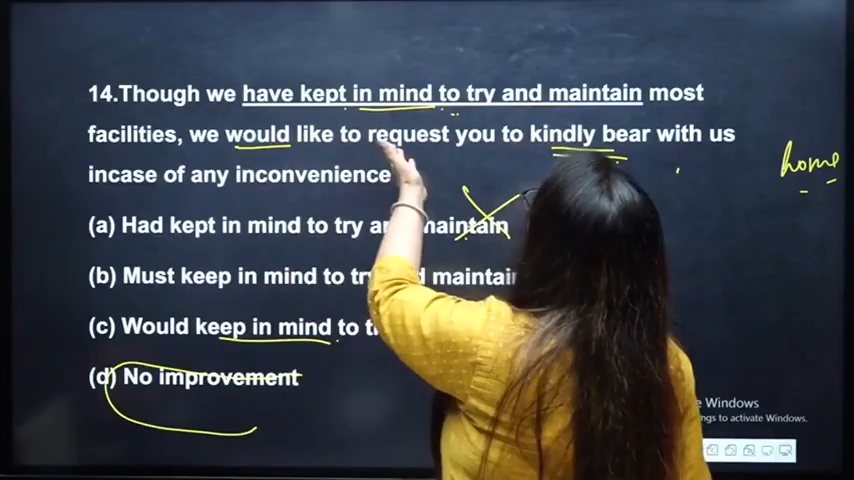 14.Though we have kept in mind to try and maintain most
facilities, we would like to request you to kindly bear with us
incase of any inconvenience
home
(a) Had kept in mind to try and maintain
(b) Must keep in mind to maintain
(c) Would keep in mind to
(d) No improvement
Windows
to activate Windows.